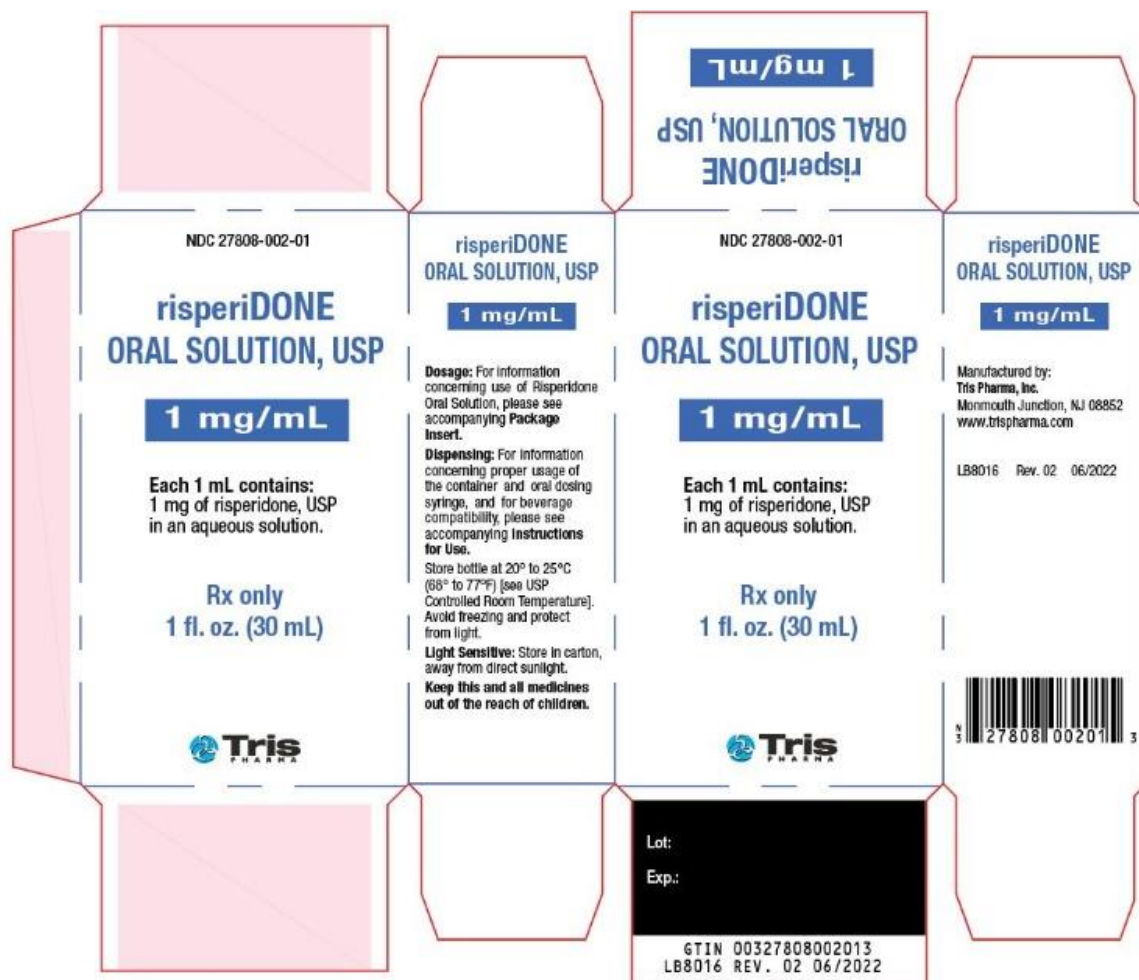 1 mg/mL
ORAL SOLUTION, USP
risperiDONE
NDC 27808-002-01
risperiDONE
ORAL SOLUTION, USP
1 mg/mL
Each 1 mL contains:
1 mg of risperidone, USP
in an aqueous solution.
Rx only
1 fl. oz. (30 mL)
Tris
PHARMA
risperiDONE
ORAL SOLUTION, USP
1 mg/mL
Dosage: For information
concerning use of Risperidone
Oral Solution, please see
accompanying Package
Insert.
Dispensing: For information
concerning proper usage of
the container and oral dosing
syringe, and for beverage
compatibility, please see
accompanying Instructions
for Use.
Store bottle at 20° to 25°C
(68° to 77°F) [see USP
Controlled Room Temperature].
Avoid freezing and protect
from light.
Light Sensitive: Store in carton,
away from direct sunlight.
Keep this and all medicines
out of the reach of children.
NDC 27808-002-01
risperiDONE
ORAL SOLUTION, USP
1 mg/mL
Each 1 mL contains:
1 mg of risperidone, USP
in an aqueous solution.
Rx only
1 fl. oz. (30 mL)
Tris
PHARMA
Lot:
Exp.:
GTIN 00327808002013
LB8016 REV. 02 06/2022
risperiDONE
ORAL SOLUTION, USP
1 mg/mL
Manufactured by:
Tris Pharma, Inc.
Monmouth Junction, NJ 08852
www.trispharma.com
LB8016 Rev. 02 06/2022
N
3 27808 00201 3